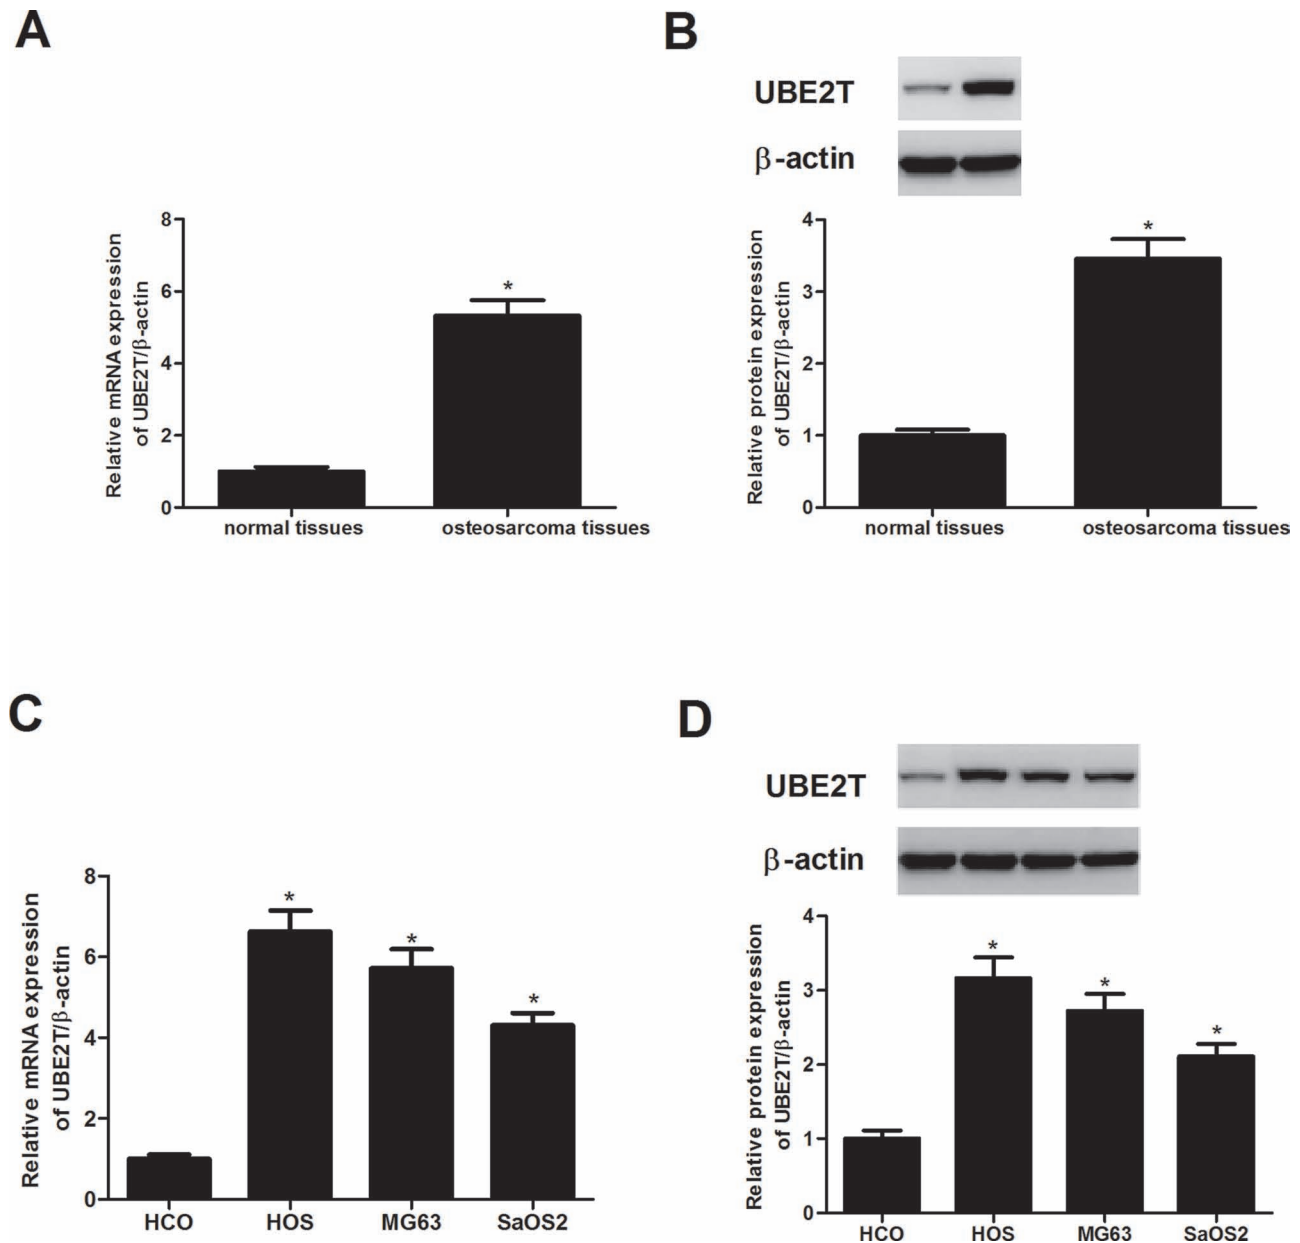 A
Relative mRNA expression
of UBE2T/β-actin
8
6
4
2
0
*
normal tissues
osteosarcoma tissues
B
UBE2T
β-actin
Relative protein expression
of UBE2T/β-actin
4
3
2
1
0
*
normal tissues
osteosarcoma tissues
C
Relative mRNA expression
of UBE2T/β-actin
8
6
4
2
0
*
*
*
HCO
HOS
MG63
SaOS2
D
UBE2T
β-actin
Relative protein expression
of UBE2T/β-actin
4
3
2
1
0
*
*
*
HCO
HOS
MG63
SaOS2